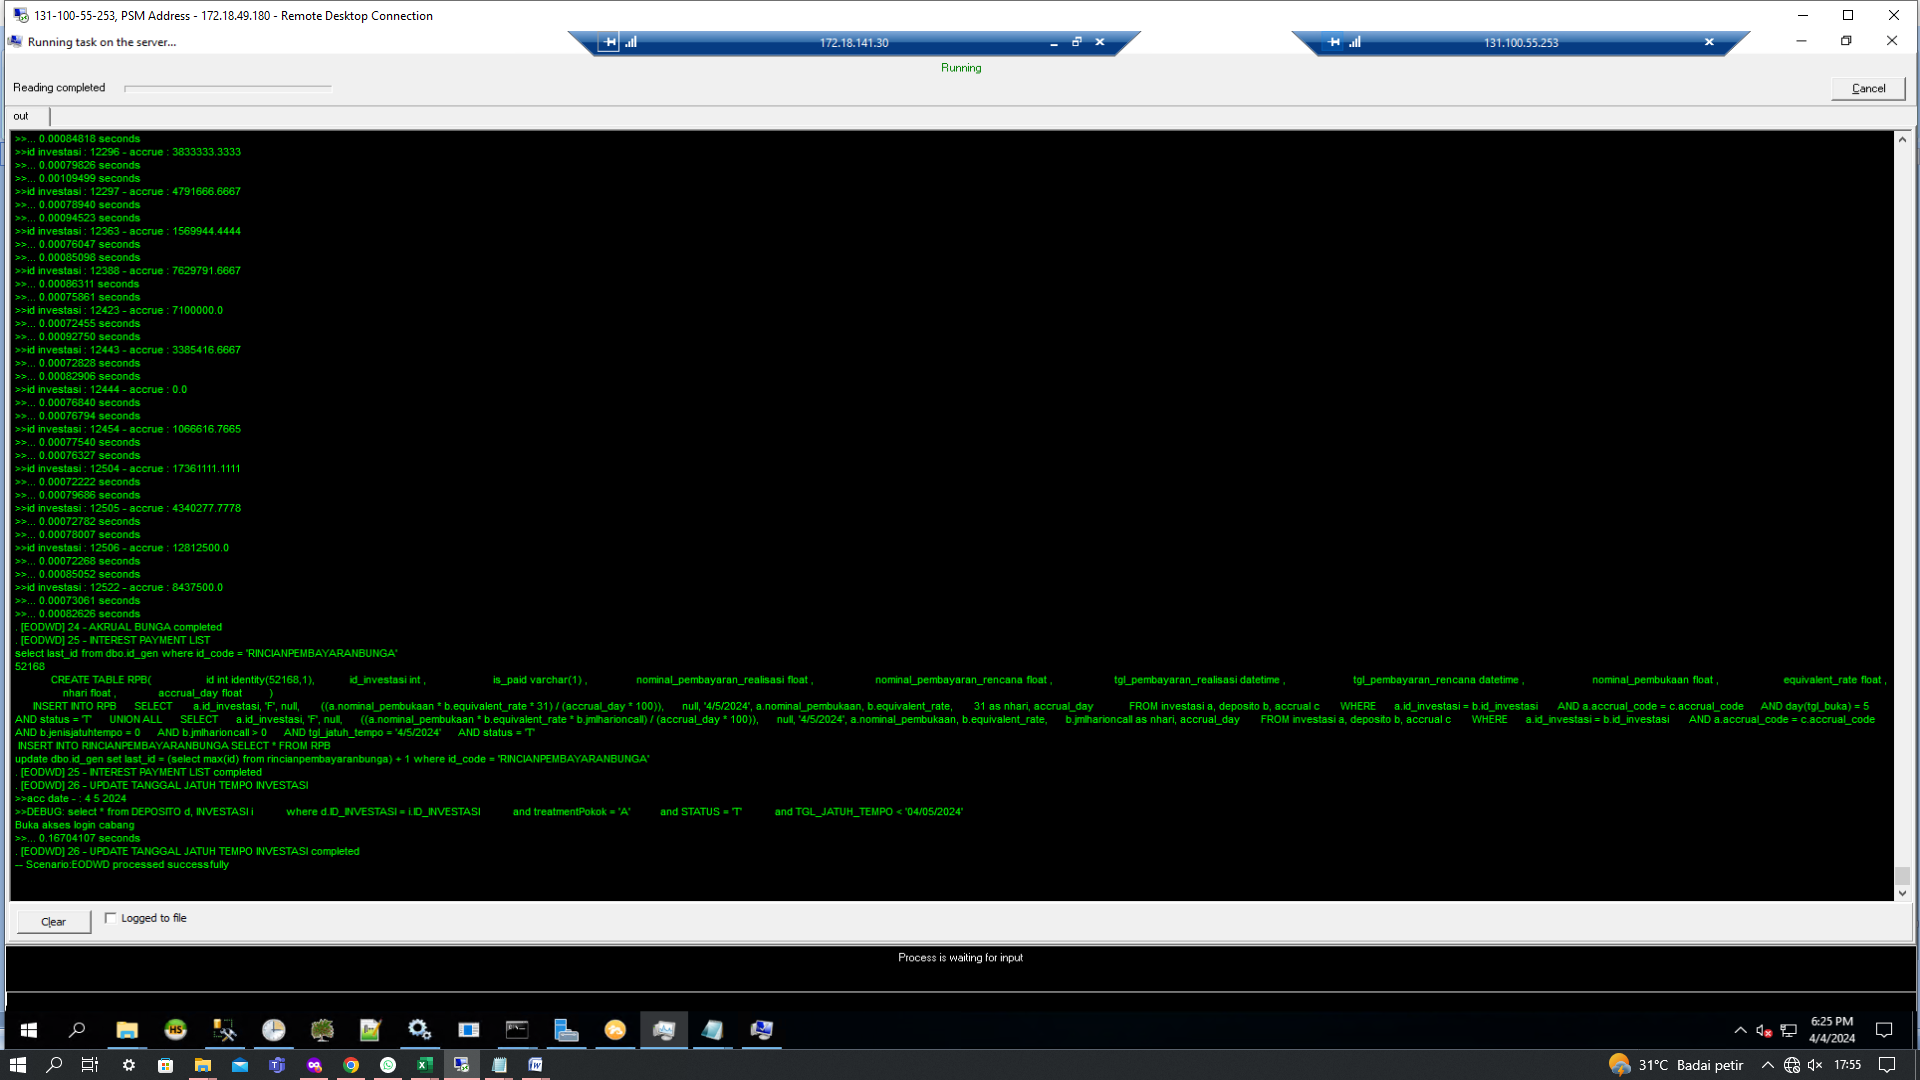 131-100-55-253, PSM Address - 172.18.49.180 - Remote Desktop Connection
Running task on the server...
172.18.141.30
131.100.55.253
Running
Reading completed
Cancel
out
>>... 0.00084818 seconds
>>id investasi : 12296 - accrue : 3833333.3333
>>... 0.00079826 seconds
>>... 0.00109499 seconds
>>id investasi : 12297 - accrue : 4791666.6667
>>... 0.00078940 seconds
>>... 0.00094523 seconds
>>id investasi : 12363 - accrue : 1569944.4444
>>... 0.00076047 seconds
>>... 0.00085098 seconds
>>id investasi : 12388 - accrue : 7629791.6667
>>... 0.00086311 seconds
>>... 0.00075861 seconds
>>id investasi : 12423 - accrue : 7100000.0
>>... 0.00072455 seconds
>>... 0.00092750 seconds
>>id investasi : 12443 - accrue : 3385416.6667
>>... 0.00072828 seconds
>>... 0.00082906 seconds
>>id investasi : 12444 - accrue : 0.0
>>... 0.00076840 seconds
>>... 0.00076794 seconds
>>id investasi : 12454 - accrue : 1066616.7665
>>... 0.00077540 seconds
>>... 0.00076327 seconds
>>id investasi : 12504 - accrue : 17361111.1111
>>... 0.00072222 seconds
>>... 0.00079686 seconds
>>id investasi : 12505 - accrue : 4340277.7778
>>... 0.00072782 seconds
>>... 0.00078007 seconds
>>id investasi : 12506 - accrue : 12812500.0
>>... 0.00072268 seconds
>>... 0.00085052 seconds
>>id investasi : 12522 - accrue : 8437500.0
>>... 0.00073061 seconds
>>... 0.00082626 seconds
. [EODWD] 24 - AKRUAL BUNGA completed
. [EODWD] 25 - INTEREST PAYMENT LIST
select last_id from dbo.id_gen where id_code = 'RINCIANPEMBAYARANBUNGA'
52168
CREATE TABLE RPB( id int identity(52168,1), id_investasi int , is_paid varchar(1) , nominal_pembayaran_realisasi float , nominal_pembayaran_rencana float , tgl_pembayaran_realisasi datetime , tgl_pembayaran_rencana datetime , nominal_pembukaan float , equivalent_rate float ,
nhari float , accrual_day float )
INSERT INTO RPB SELECT a.id_investasi, 'F', null, ((a.nominal_pembukaan * b.equivalent_rate * 31) / (accrual_day * 100)), null, '4/5/2024', a.nominal_pembukaan, b.equivalent_rate, 31 as nhari, accrual_day FROM investasi a, deposito b, accrual c WHERE a.id_investasi = b.id_investasi AND a.accrual_code = c.accrual_code AND day(tgl_buka) = 5
AND status = 'T' UNION ALL SELECT a.id_investasi, 'F', null, ((a.nominal_pembukaan * b.equivalent_rate * b.jmlharioncall) / (accrual_day * 100)), null, '4/5/2024', a.nominal_pembukaan, b.equivalent_rate, b.jmlharioncall as nhari, accrual_day FROM investasi a, deposito b, accrual c WHERE a.id_investasi = b.id_investasi AND a.accrual_code = c.accrual_code
AND b.jenisjatuhtempo = 0 AND b.jmlharioncall > 0 AND tgl_jatuh_tempo = '4/5/2024' AND status = 'T'
INSERT INTO RINCIANPEMBAYARANBUNGA SELECT * FROM RPB
update dbo.id_gen set last_id = (select max(id) from rincianpembayaranbunga) + 1 where id_code = 'RINCIANPEMBAYARANBUNGA'
. [EODWD] 25 - INTEREST PAYMENT LIST completed
. [EODWD] 26 - UPDATE TANGGAL JATUH TEMPO INVESTASI
>>acc date - : 4 5 2024
>>DEBUG: select * from DEPOSITO d, INVESTASI i where d.ID_INVESTASI = i.ID_INVESTASI and treatmentPokok = 'A' and STATUS = 'T' and TGL_JATUH_TEMPO < '04/05/2024'
Buka akses login cabang
>>... 0.16704107 seconds
. [EODWD] 26 - UPDATE TANGGAL JATUH TEMPO INVESTASI completed
-- Scenario:EODWD processed successfully
Clear
Logged to file
Process is waiting for input
6:25 PM
4/4/2024
31°C Badai petir
17:55